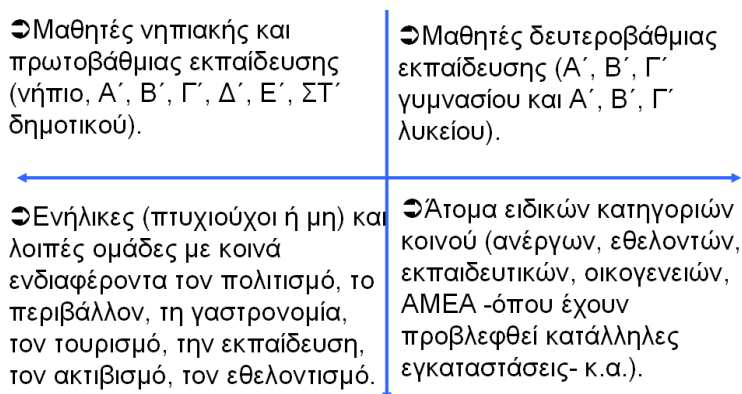 ➲Μαθητές νηπιακής και
πρωτοβάθμιας εκπαίδευσης
(νήπιο, Α΄, Β΄, Γ΄, Δ΄, Ε΄, ΣΤ΄
δημοτικού).
➲Μαθητές δευτεροβάθμιας
εκπαίδευσης (Α΄, Β΄, Γ΄
γυμνασίου και Α΄, Β΄, Γ΄
λυκείου).
➲Ενήλικες (πτυχιούχοι ή μη) και
λοιπές ομάδες με κοινά
ενδιαφέροντα τον πολιτισμό, το
περιβάλλον, τη γαστρονομία,
τον τουρισμό, την εκπαίδευση,
τον ακτιβισμό, τον εθελοντισμό.
➲Άτομα ειδικών κατηγοριών
κοινού (ανέργων, εθελοντών,
εκπαιδευτικών, οικογενειών,
ΑΜΕΑ -όπου έχουν
προβλεφθεί κατάλληλες
εγκαταστάσεις- κ.α.).